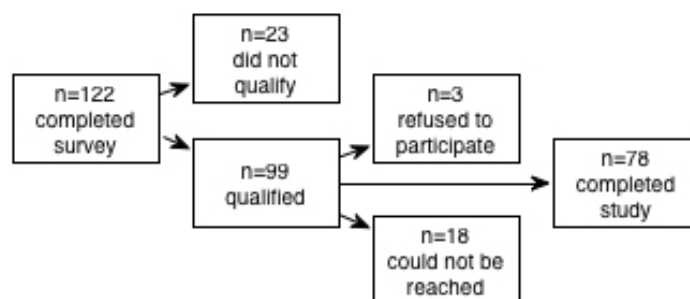 n=122
completed
survey
n=23
did not
qualify
n=99
qualified
n=3
refused to
participate
n=18
could not be
reached
n=78
completed
study